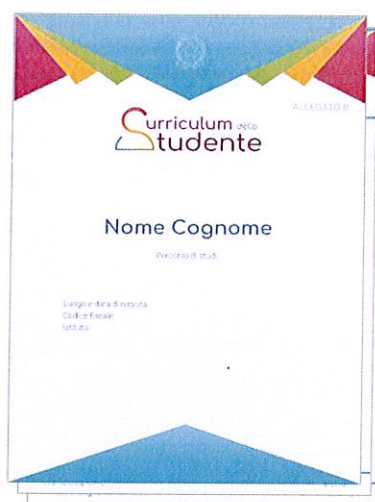 ALLEGATO B
Curriculum dello
Studente
Nome Cognome
Percorso di studi
Luogo e data di nascita
Codice fiscale
Istituto